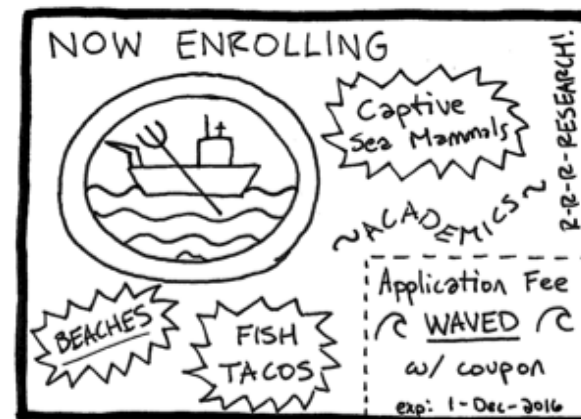 NOW ENROLLING
Captive
Sea Mammals
R-R-R-RESEARCH!
~ACADEMICS~
BEACHES
FISH
TACOS
Application Fee
WAVED
w/ coupon
exp: 1-Dec-2016